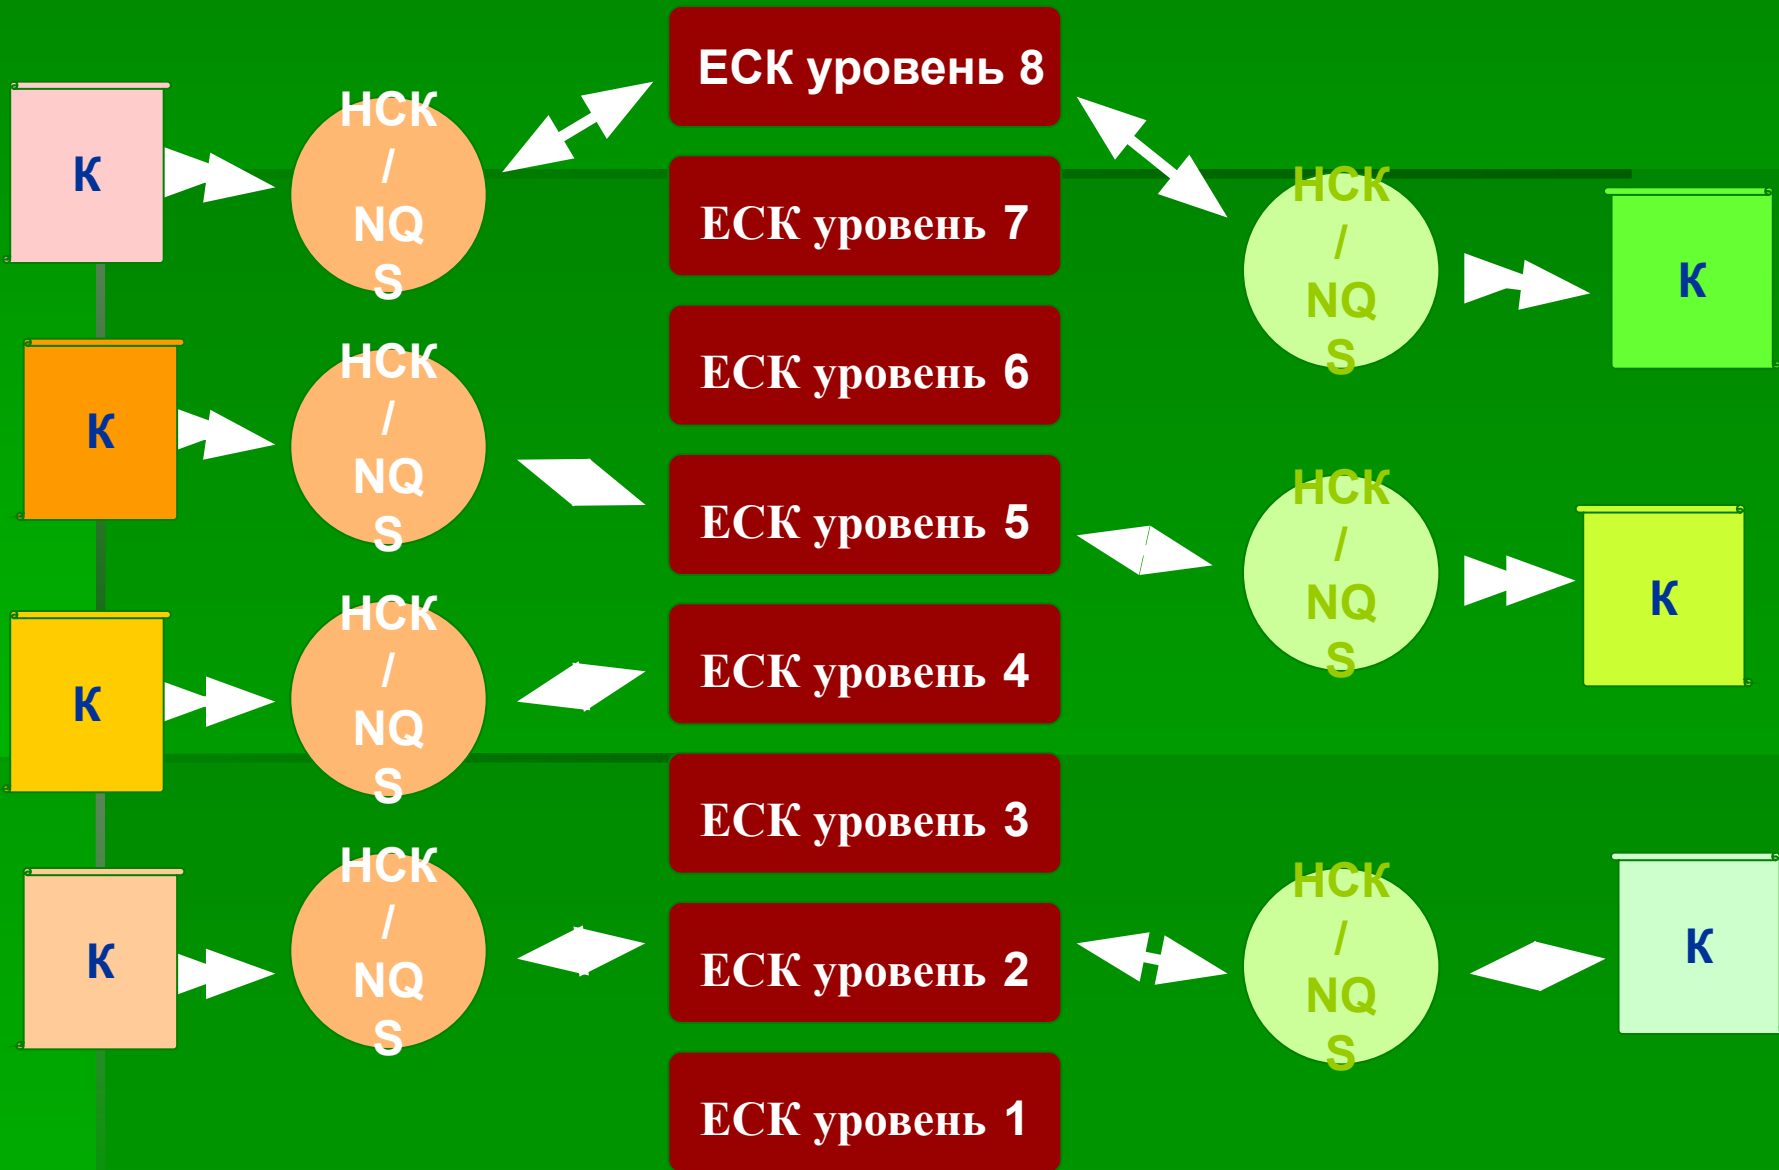 К
НСК
/
NQ
S
К
НСК
/
NQ
S
К
НСК
/
NQ
S
К
НСК
/
NQ
S
ЕСК уровень 8
ЕСК уровень 7
ЕСК уровень 6
ЕСК уровень 5
ЕСК уровень 4
ЕСК уровень 3
ЕСК уровень 2
ЕСК уровень 1
НСК
/
NQ
S
К
НСК
/
NQ
S
К
НСК
/
NQ
S
К